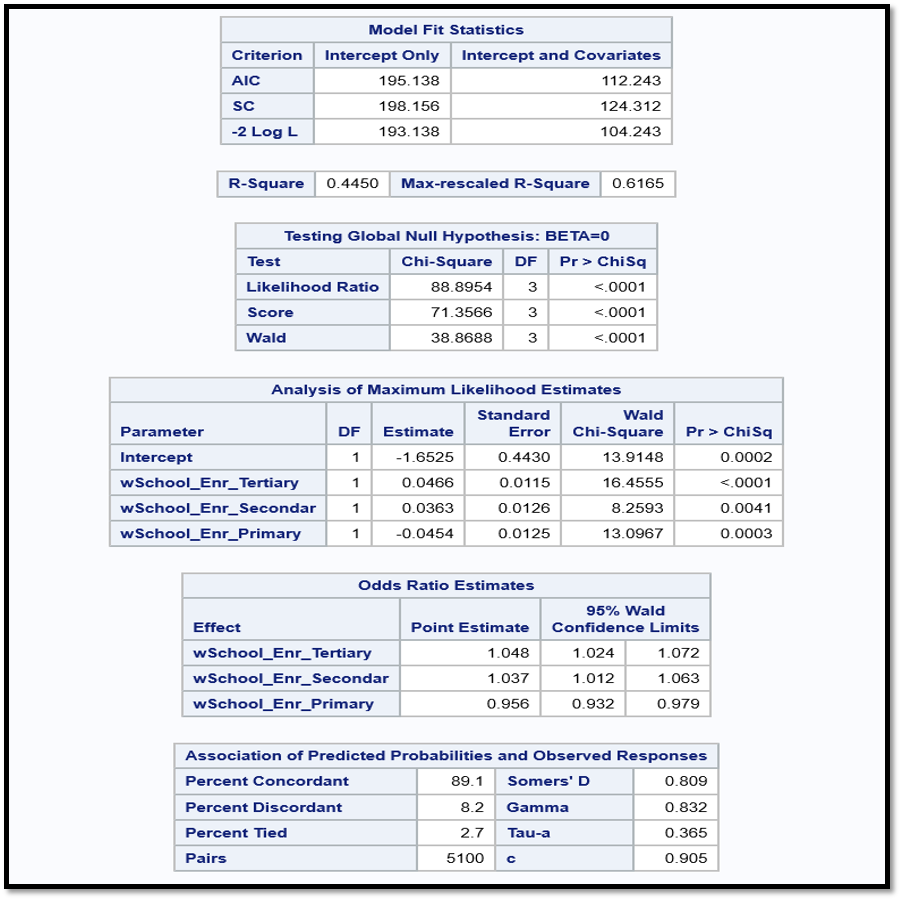 Model Fit Statistics
Criterion Intercept Only Intercept and Covariates
AIC 195.138 112.243
SC 198.156 124.312
-2 Log L 193.138 104.243
R-Square 0.4450 Max-rescaled R-Square 0.6165
Testing Global Null Hypothesis: BETA=0
Test Chi-Square DF Pr > ChiSq
Likelihood Ratio 88.8954 3 <.0001
Score 71.3566 3 <.0001
Wald 38.8688 3 <.0001
Analysis of Maximum Likelihood Estimates
Standard Wald
Parameter DF Estimate Error Chi-Square Pr > ChiSq
Intercept 1 -1.6525 0.4430 13.9148 0.0002
wSchool_Enr_Tertiary 1 0.0466 0.0115 16.4555 <.0001
wSchool_Enr_Secondar 1 0.0363 0.0126 8.2593 0.0041
wSchool_Enr_Primary 1 -0.0454 0.0125 13.0967 0.0003
Odds Ratio Estimates
95% Wald
Effect Point Estimate Confidence Limits
wSchool_Enr_Tertiary 1.048 1.024 1.072
wSchool_Enr_Secondar 1.037 1.012 1.063
wSchool_Enr_Primary 0.956 0.932 0.979
Association of Predicted Probabilities and Observed Responses
Percent Concordant 89.1 Somers' D 0.809
Percent Discordant 8.2 Gamma 0.832
Percent Tied 2.7 Tau-a 0.365
Pairs 5100 c 0.905